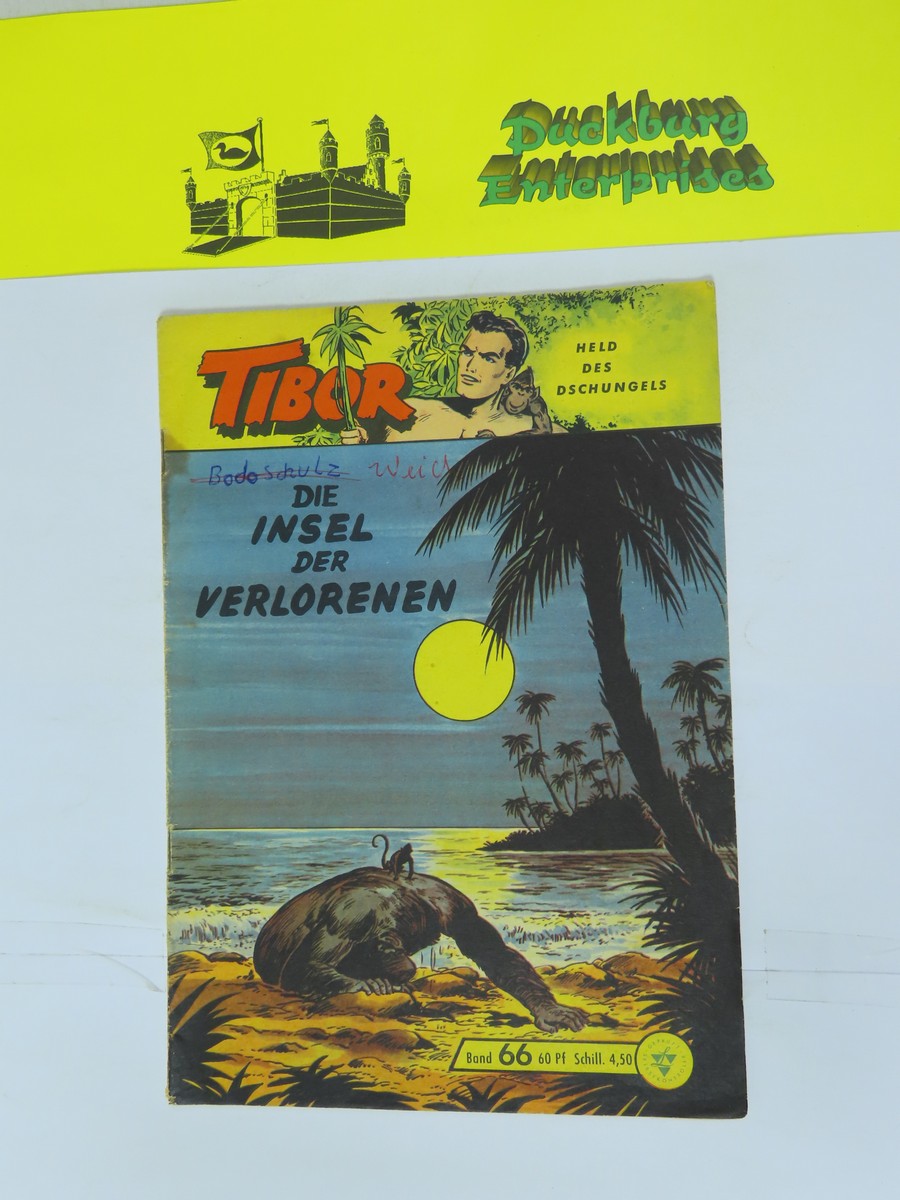 Duckburg
Enterprises
TIBOR
HELD
DES
DSCHUNGELS
Bodo Schulz Weich
DIE
INSEL
DER
VERLORENEN
Band 66 60 Pf Schill. 4,50